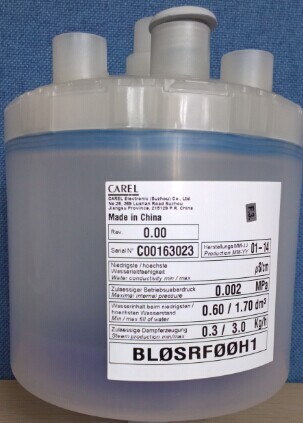 CAREL
CAREL Electronic (Suzhou) Co., Ltd
No.26, 369 Lushan Road Suzhou
Jiangsu Province, 215129 P.R. China
Made in China
Rev. 0.00
Serial N° C00163023
Herstellungs MM-JJ
Production MM/YY 01-14
Niedrigste / hoechste
Wasserleitfaehigkeit
Water conductivity min / max
µS/cm
Zulaessiger Betriebsueberdruck
Maximal internal pressure
0.002 MPa
Wasserinhalt beim niedrigsten /
hoechsten Wasserstand
Min / max fill of water
0.60 / 1.70 dm³
Zulaessige Dampferzeugung
Steam production min/max
0.3 / 3.0 Kg/h
BLØSRFØØH1